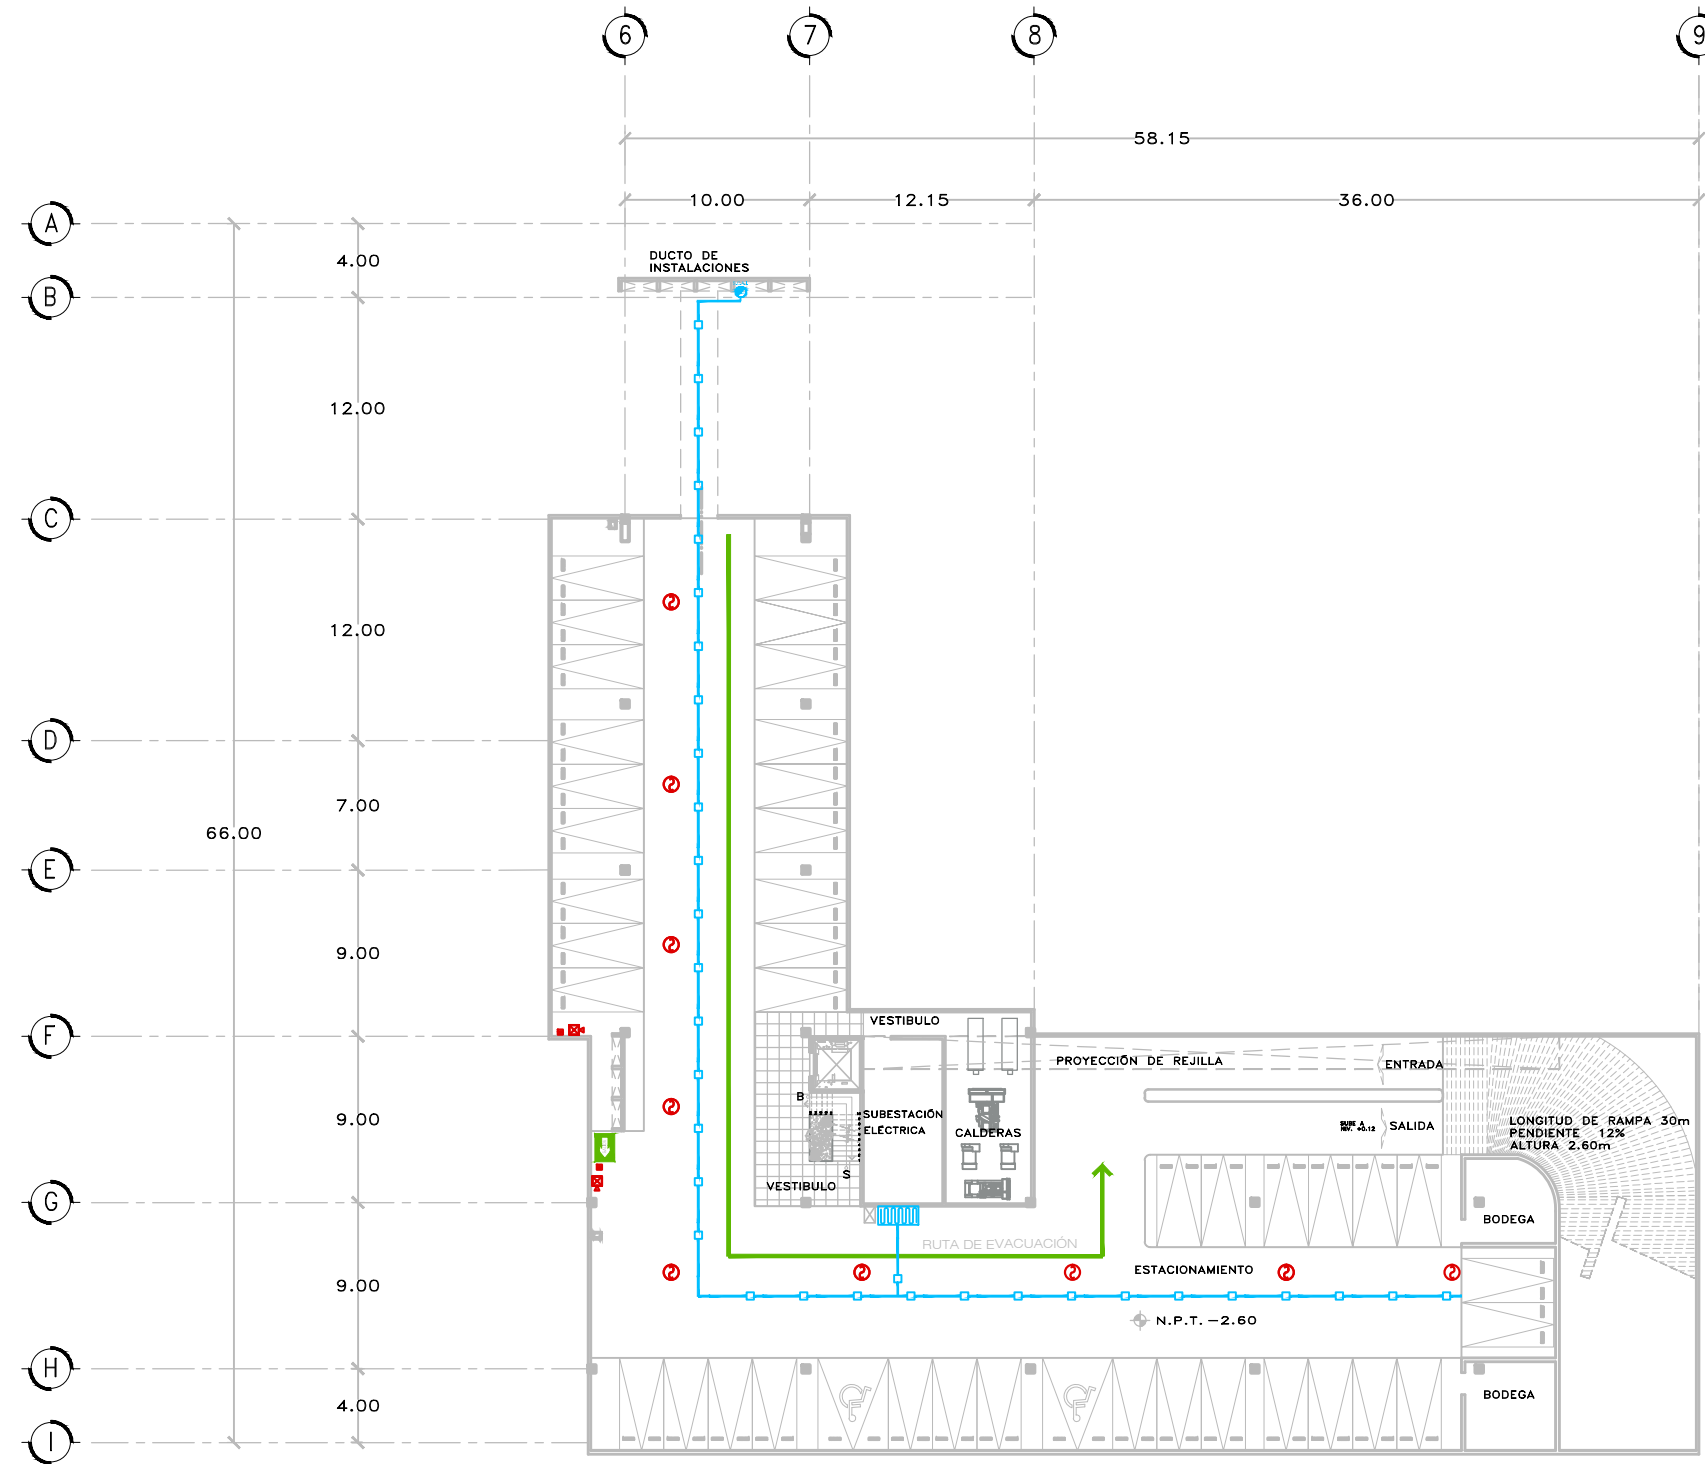 6 7 8 9
58.15
10.00 12.15 36.00
A
4.00
DUCTO DE
INSTALACIONES
B
12.00
C
12.00
D
7.00
66.00
E
9.00
F
VESTIBULO
PROYECCIÓN DE REJILLA
ENTRADA
B
9.00
SUBESTACIÓN
ELÉCTRICA
CALDERAS
SALIDA
LONGITUD DE RAMPA 30m
PENDIENTE 12%
ALTURA 2.60m
S
VESTIBULO
G
BODEGA
RUTA DE EVACUACIÓN
ESTACIONAMIENTO
9.00
N.P.T. -2.60
H
BODEGA
4.00
I